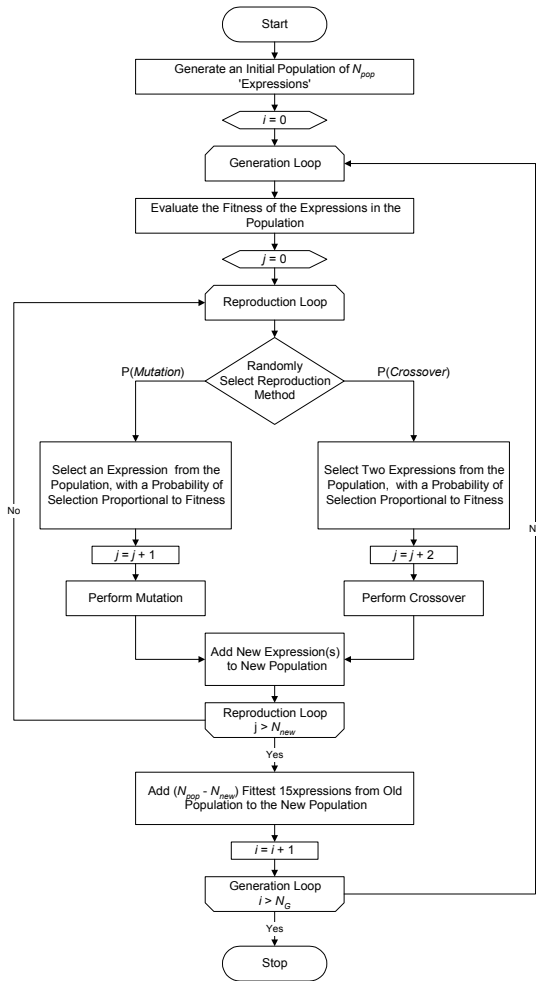 Start
Generate an Initial Population of N_pop
'Expressions'
i = 0
Generation Loop
Evaluate the Fitness of the Expressions in the
Population
j = 0
Reproduction Loop
Randomly
Select Reproduction
Method
P(Mutation)
P(Crossover)
Select an Expression from the
Population, with a Probability of
Selection Proportional to Fitness
Select Two Expressions from the
Population, with a Probability of
Selection Proportional to Fitness
No
N
j = j + 1
j = j + 2
Perform Mutation
Perform Crossover
Add New Expression(s)
to New Population
Reproduction Loop
j > N_new
Yes
Add (N_pop - N_new) Fittest 15xpressions from Old
Population to the New Population
i = i + 1
Generation Loop
i > N_G
Yes
Stop